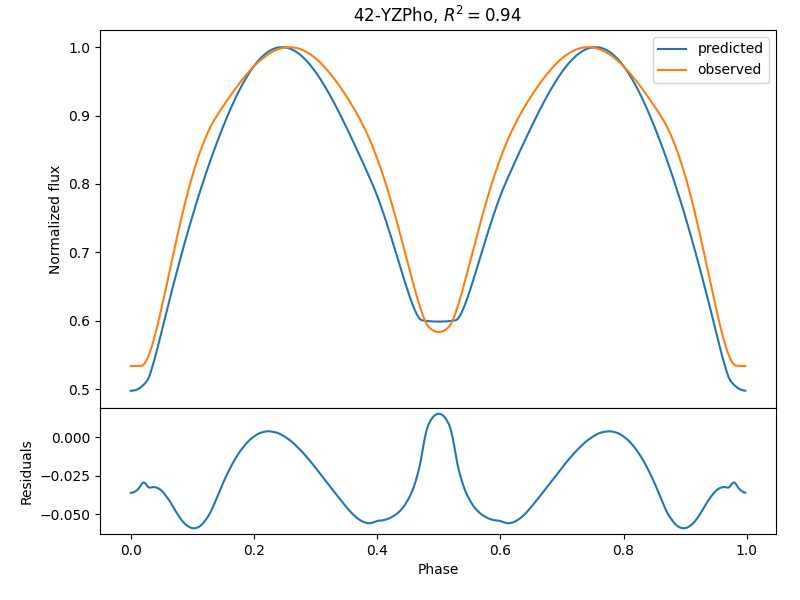 42-YZPho, R² = 0.94
predicted
observed
Normalized flux
1.0
0.9
0.8
0.7
0.6
0.5
Residuals
0.000
−0.025
−0.050
0.0 0.2 0.4 0.6 0.8 1.0
Phase